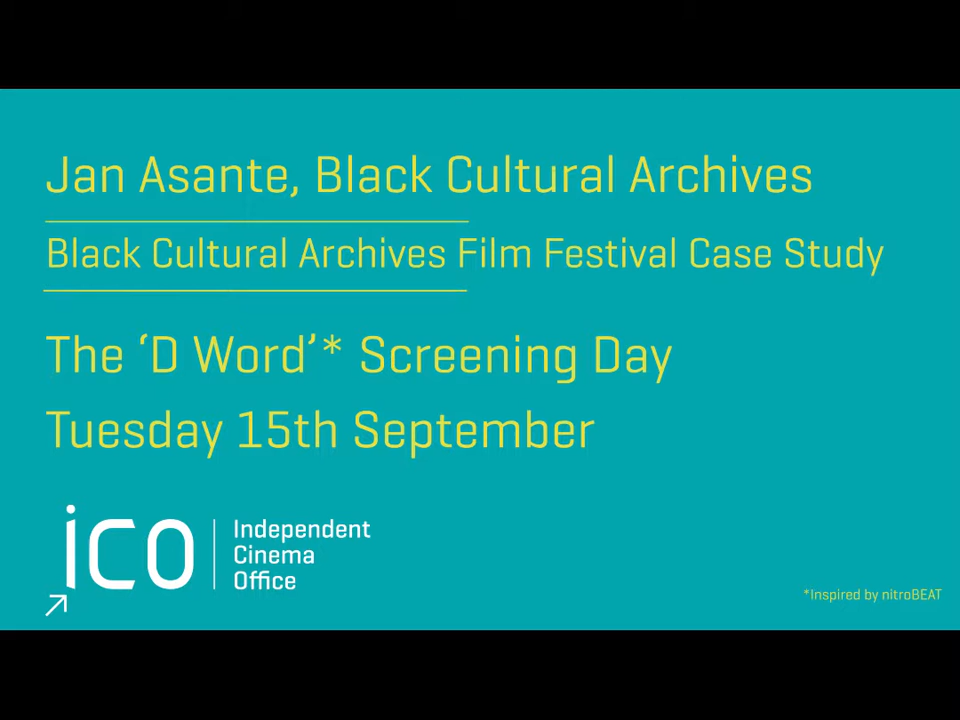 Jan Asante, Black Cultural Archives
Black Cultural Archives Film Festival Case Study
The ‘D Word’* Screening Day
Tuesday 15th September
ico
Independent
Cinema
Office
*Inspired by nitroBEAT